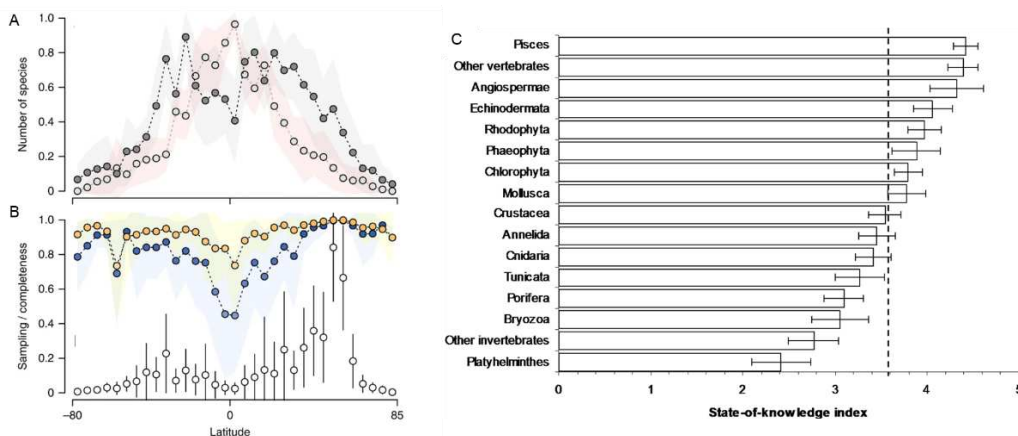 A
Number of species
1.0
0.8
0.6
0.4
0.2
0
B
Sampling / completeness
1.0
0.8
0.6
0.4
0.2
0
-80
0
85
Latitude
C
Pisces
Other vertebrates
Angiospermae
Echinodermata
Rhodophyta
Phaeophyta
Chlorophyta
Mollusca
Crustacea
Annelida
Cnidaria
Tunicata
Porifera
Bryozoa
Other invertebrates
Platyhelminthes
0 1 2 3 4 5
State-of-knowledge index